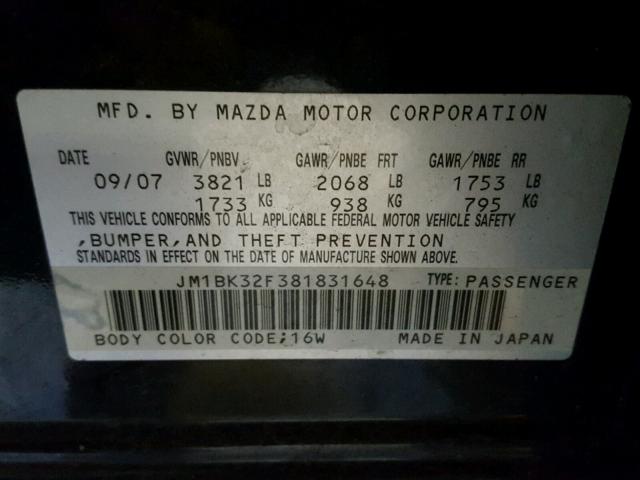 MFD. BY MAZDA MOTOR CORPORATION
DATE GVWR/PNBV GAWR/PNBE FRT GAWR/PNBE RR
09/07 3821 LB 2068 LB 1753 LB
1733 KG 938 KG 795 KG
THIS VEHICLE CONFORMS TO ALL APPLICABLE FEDERAL MOTOR VEHICLE SAFETY
,BUMPER,AND THEFT PREVENTION
STANDARDS IN EFFECT ON THE DATE OF MANUFACTURE SHOWN ABOVE.
JM1BK32F381831648 TYPE: PASSENGER
BODY COLOR CODE;16W MADE IN JAPAN